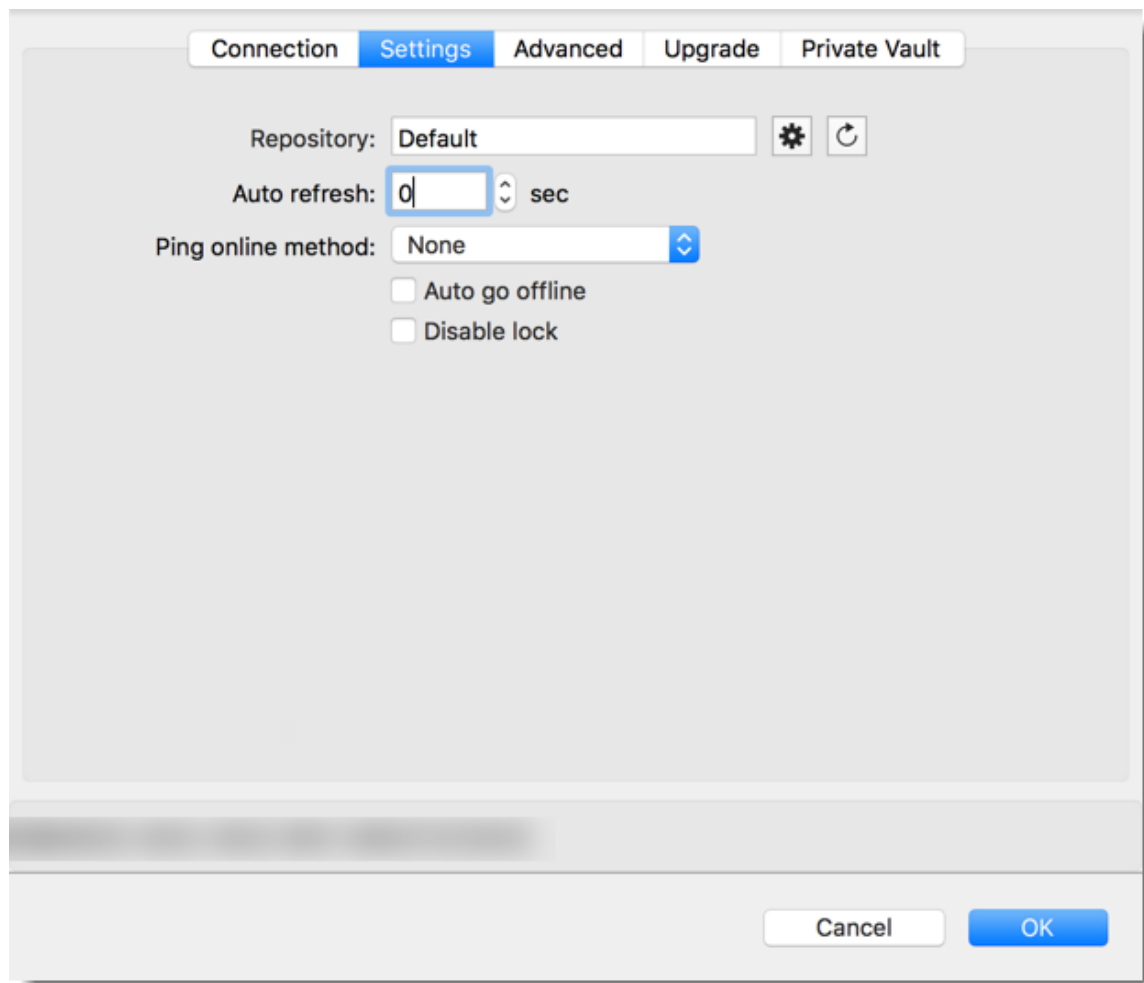 Connection Settings Advanced Upgrade Private Vault
Repository: Default
Auto refresh: 0 sec
Ping online method: None
Auto go offline
Disable lock
Cancel OK